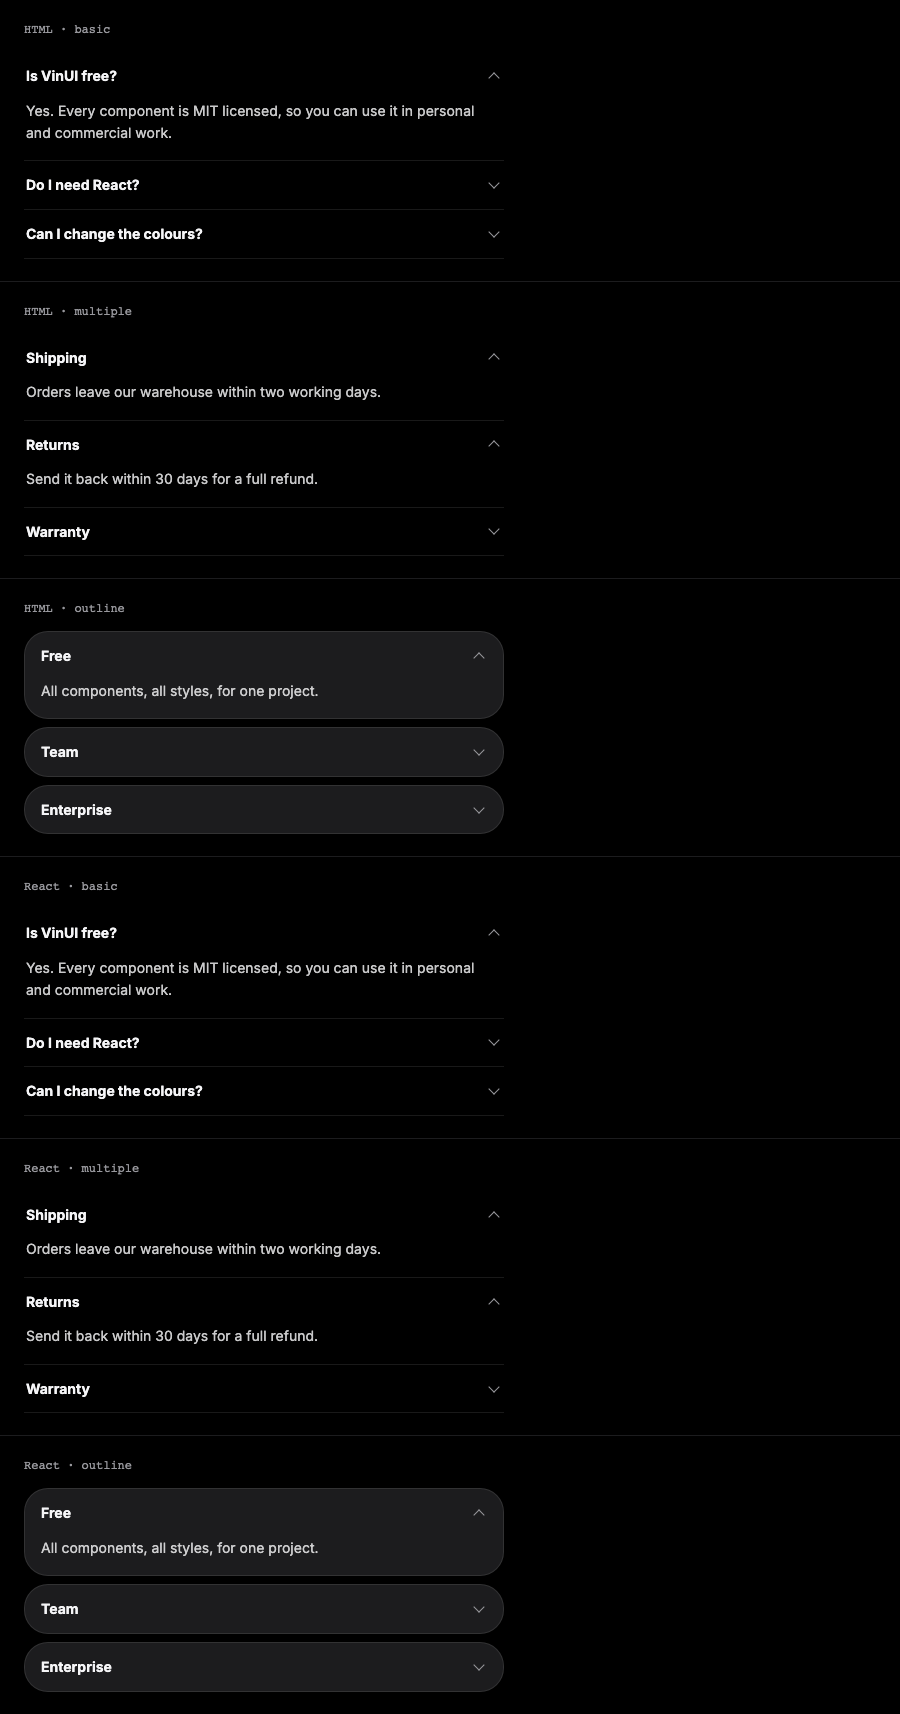 HTML • basic
Is VinUI free?
Yes. Every component is MIT licensed, so you can use it in personal
and commercial work.
Do I need React?
Can I change the colours?
HTML • multiple
Shipping
Orders leave our warehouse within two working days.
Returns
Send it back within 30 days for a full refund.
Warranty
HTML • outline
Free
All components, all styles, for one project.
Team
Enterprise
React • basic
Is VinUI free?
Yes. Every component is MIT licensed, so you can use it in personal
and commercial work.
Do I need React?
Can I change the colours?
React • multiple
Shipping
Orders leave our warehouse within two working days.
Returns
Send it back within 30 days for a full refund.
Warranty
React • outline
Free
All components, all styles, for one project.
Team
Enterprise